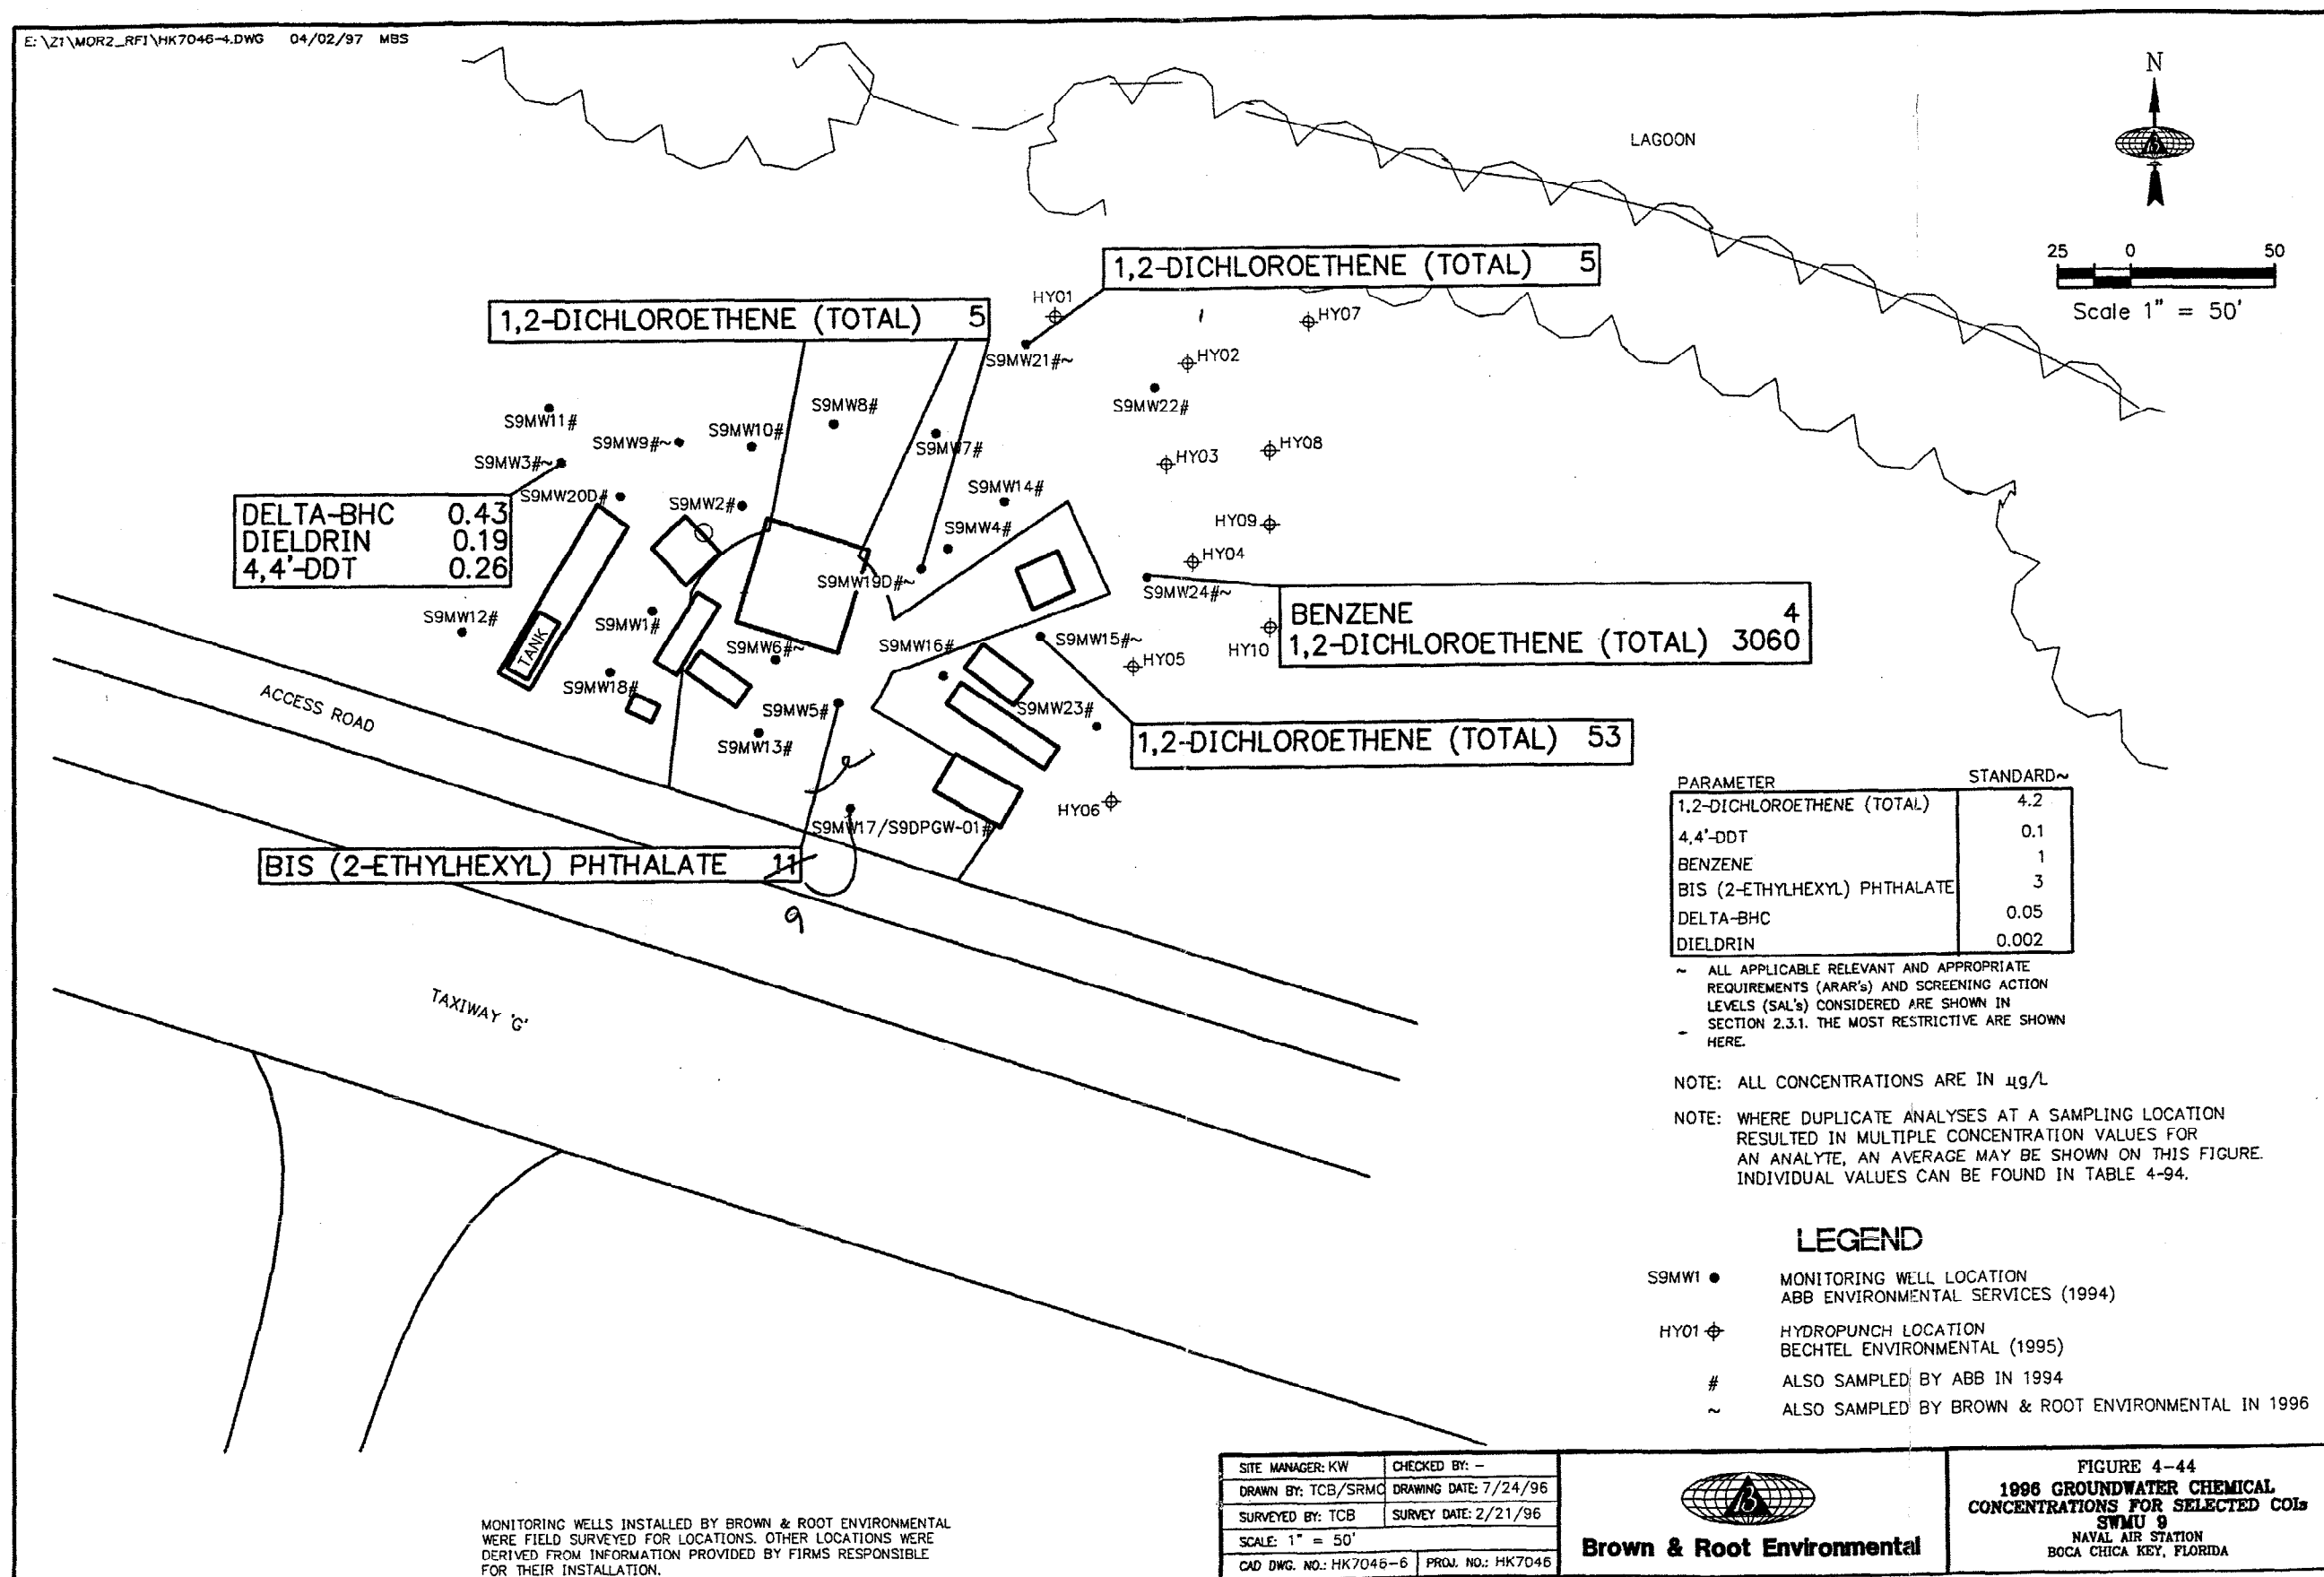 E:\Z1\MOR2_RFI\HK7046-4.DWG 04/02/97 MBS
N
LAGOON
25 0 50
Scale 1" = 50'
1,2-DICHLOROETHENE (TOTAL) 5
1,2-DICHLOROETHENE (TOTAL) 5
HY01
HY07
S9MW21#~
HY02
S9MW22#
S9MW8#
S9MW11#
S9MW9#~
S9MW10#
S9MW7#
HY08
S9MW3#~
HY03
S9MW20D#
S9MW2#
S9MW14#
DELTA-BHC 0.43
DIELDRIN 0.19
4,4'-DDT 0.26
S9MW4#
HY09
HY04
S9MW19D#~
S9MW24#~
BENZENE 4
1,2-DICHLOROETHENE (TOTAL) 3060
S9MW12#
TANK
S9MW1#
S9MW6#~
S9MW16#
S9MW15#~
HY10
HY05
S9MW18#
ACCESS ROAD
S9MW5#
S9MW23#
S9MW13#
1,2-DICHLOROETHENE (TOTAL) 53
HY06
S9MW17/S9DPGW-01#
BIS (2-ETHYLHEXYL) PHTHALATE 11
9
TAXIWAY 'G'
PARAMETER STANDARD~
1,2-DICHLOROETHENE (TOTAL) 4.2
4,4'-DDT 0.1
BENZENE 1
BIS (2-ETHYLHEXYL) PHTHALATE 3
DELTA-BHC 0.05
DIELDRIN 0.002
~ ALL APPLICABLE RELEVANT AND APPROPRIATE
REQUIREMENTS (ARAR's) AND SCREENING ACTION
LEVELS (SAL's) CONSIDERED ARE SHOWN IN
SECTION 2.3.1. THE MOST RESTRICTIVE ARE SHOWN
HERE.
NOTE: ALL CONCENTRATIONS ARE IN µg/L
NOTE: WHERE DUPLICATE ANALYSES AT A SAMPLING LOCATION
RESULTED IN MULTIPLE CONCENTRATION VALUES FOR
AN ANALYTE, AN AVERAGE MAY BE SHOWN ON THIS FIGURE.
INDIVIDUAL VALUES CAN BE FOUND IN TABLE 4-94.
LEGEND
S9MW1 MONITORING WELL LOCATION
ABB ENVIRONMENTAL SERVICES (1994)
HY01 HYDROPUNCH LOCATION
BECHTEL ENVIRONMENTAL (1995)
# ALSO SAMPLED BY ABB IN 1994
~ ALSO SAMPLED BY BROWN & ROOT ENVIRONMENTAL IN 1996
MONITORING WELLS INSTALLED BY BROWN & ROOT ENVIRONMENTAL
WERE FIELD SURVEYED FOR LOCATIONS. OTHER LOCATIONS WERE
DERIVED FROM INFORMATION PROVIDED BY FIRMS RESPONSIBLE
FOR THEIR INSTALLATION.
SITE MANAGER: KW CHECKED BY: -
DRAWN BY: TCB/SRMC DRAWING DATE: 7/24/96
SURVEYED BY: TCB SURVEY DATE: 2/21/96
SCALE: 1" = 50'
CAD DWG. NO.: HK7046-6 PROJ. NO.: HK7046
Brown & Root Environmental
FIGURE 4-44
1996 GROUNDWATER CHEMICAL
CONCENTRATIONS FOR SELECTED COIs
SWMU 9
NAVAL AIR STATION
BOCA CHICA KEY, FLORIDA